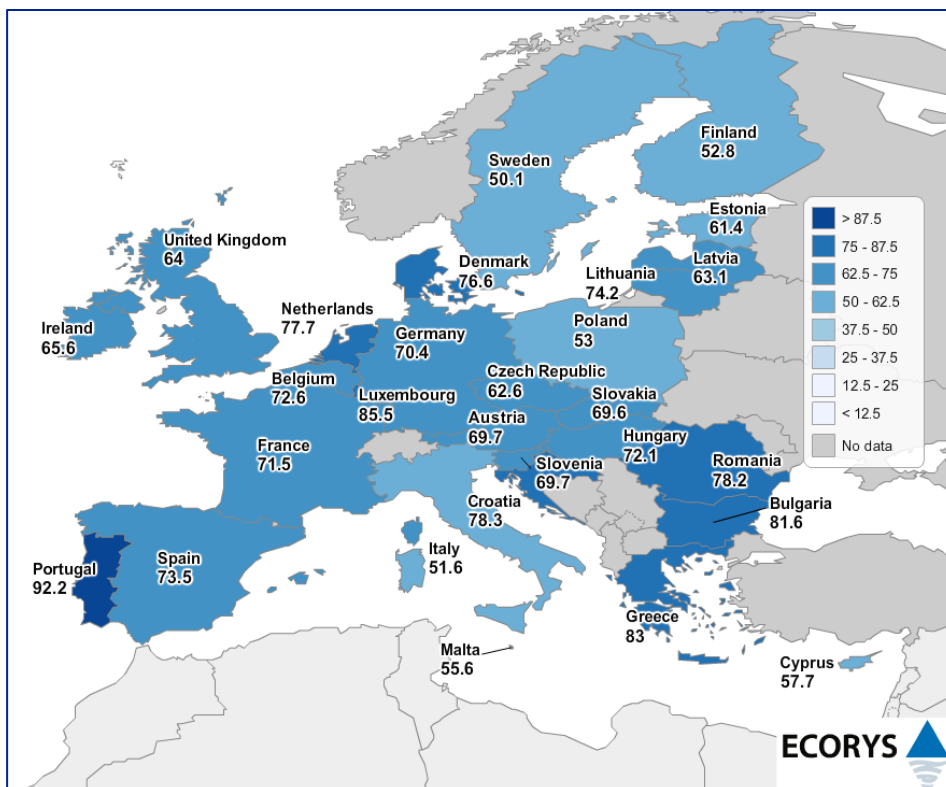 Finland
52.8
Sweden
50.1
Estonia
61.4
> 87.5
75 - 87.5
62.5 - 75
50 - 62.5
37.5 - 50
25 - 37.5
12.5 - 25
< 12.5
No data
United Kingdom
64
Denmark
76.6
Latvia
63.1
Lithuania
74.2
Netherlands
77.7
Ireland
65.6
Germany
70.4
Poland
53
Belgium
72.6
Luxembourg
85.5
Czech Republic
62.6
Slovakia
69.6
Austria
69.7
France
71.5
Hungary
72.1
Slovenia
69.7
Romania
78.2
Croatia
78.3
Bulgaria
81.6
Italy
51.6
Spain
73.5
Portugal
92.2
Greece
83
Malta
55.6
Cyprus
57.7
ECORYS